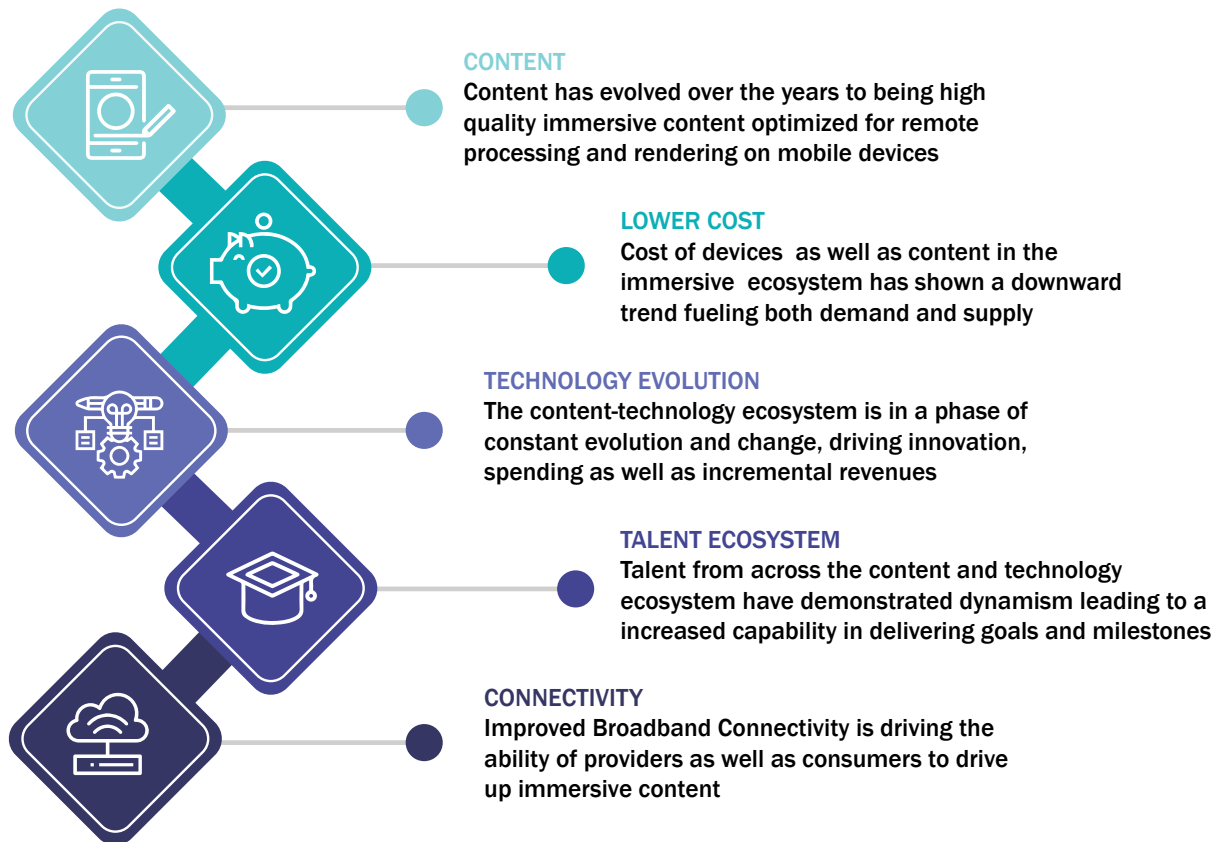 CONTENT
Content has evolved over the years to being high
quality immersive content optimized for remote
processing and rendering on mobile devices
LOWER COST
Cost of devices  as well as content in the
immersive  ecosystem has shown a downward
trend fueling both demand and supply
TECHNOLOGY EVOLUTION
The content-technology ecosystem is in a phase of
constant evolution and change, driving innovation,
spending as well as incremental revenues
TALENT ECOSYSTEM
Talent from across the content and technology
ecosystem have demonstrated dynamism leading to a
increased capability in delivering goals and milestones
CONNECTIVITY
Improved Broadband Connectivity is driving the
ability of providers as well as consumers to drive
up immersive content